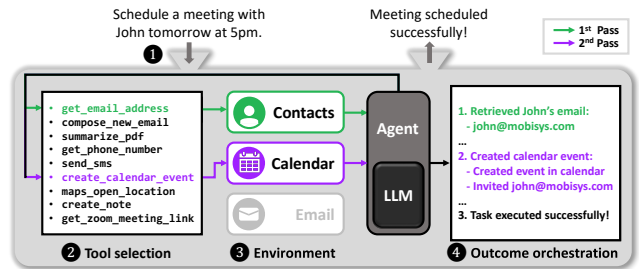 Schedule a meeting with
John tomorrow at 5pm.
Meeting scheduled
successfully!
1st Pass
2nd Pass
1
• get_email_address
• compose_new_email
• summarize_pdf
• get_phone_number
• send_sms
• create_calendar_event
• maps_open_location
• create_note
• get_zoom_meeting_link
2 Tool selection
Contacts
Calendar
Email
3 Environment
Agent
LLM
1. Retrieved John's email:
- john@mobisys.com
...
2. Created calendar event:
- Created event in calendar
- Invited john@mobisys.com
...
3. Task executed successfully!
4 Outcome orchestration